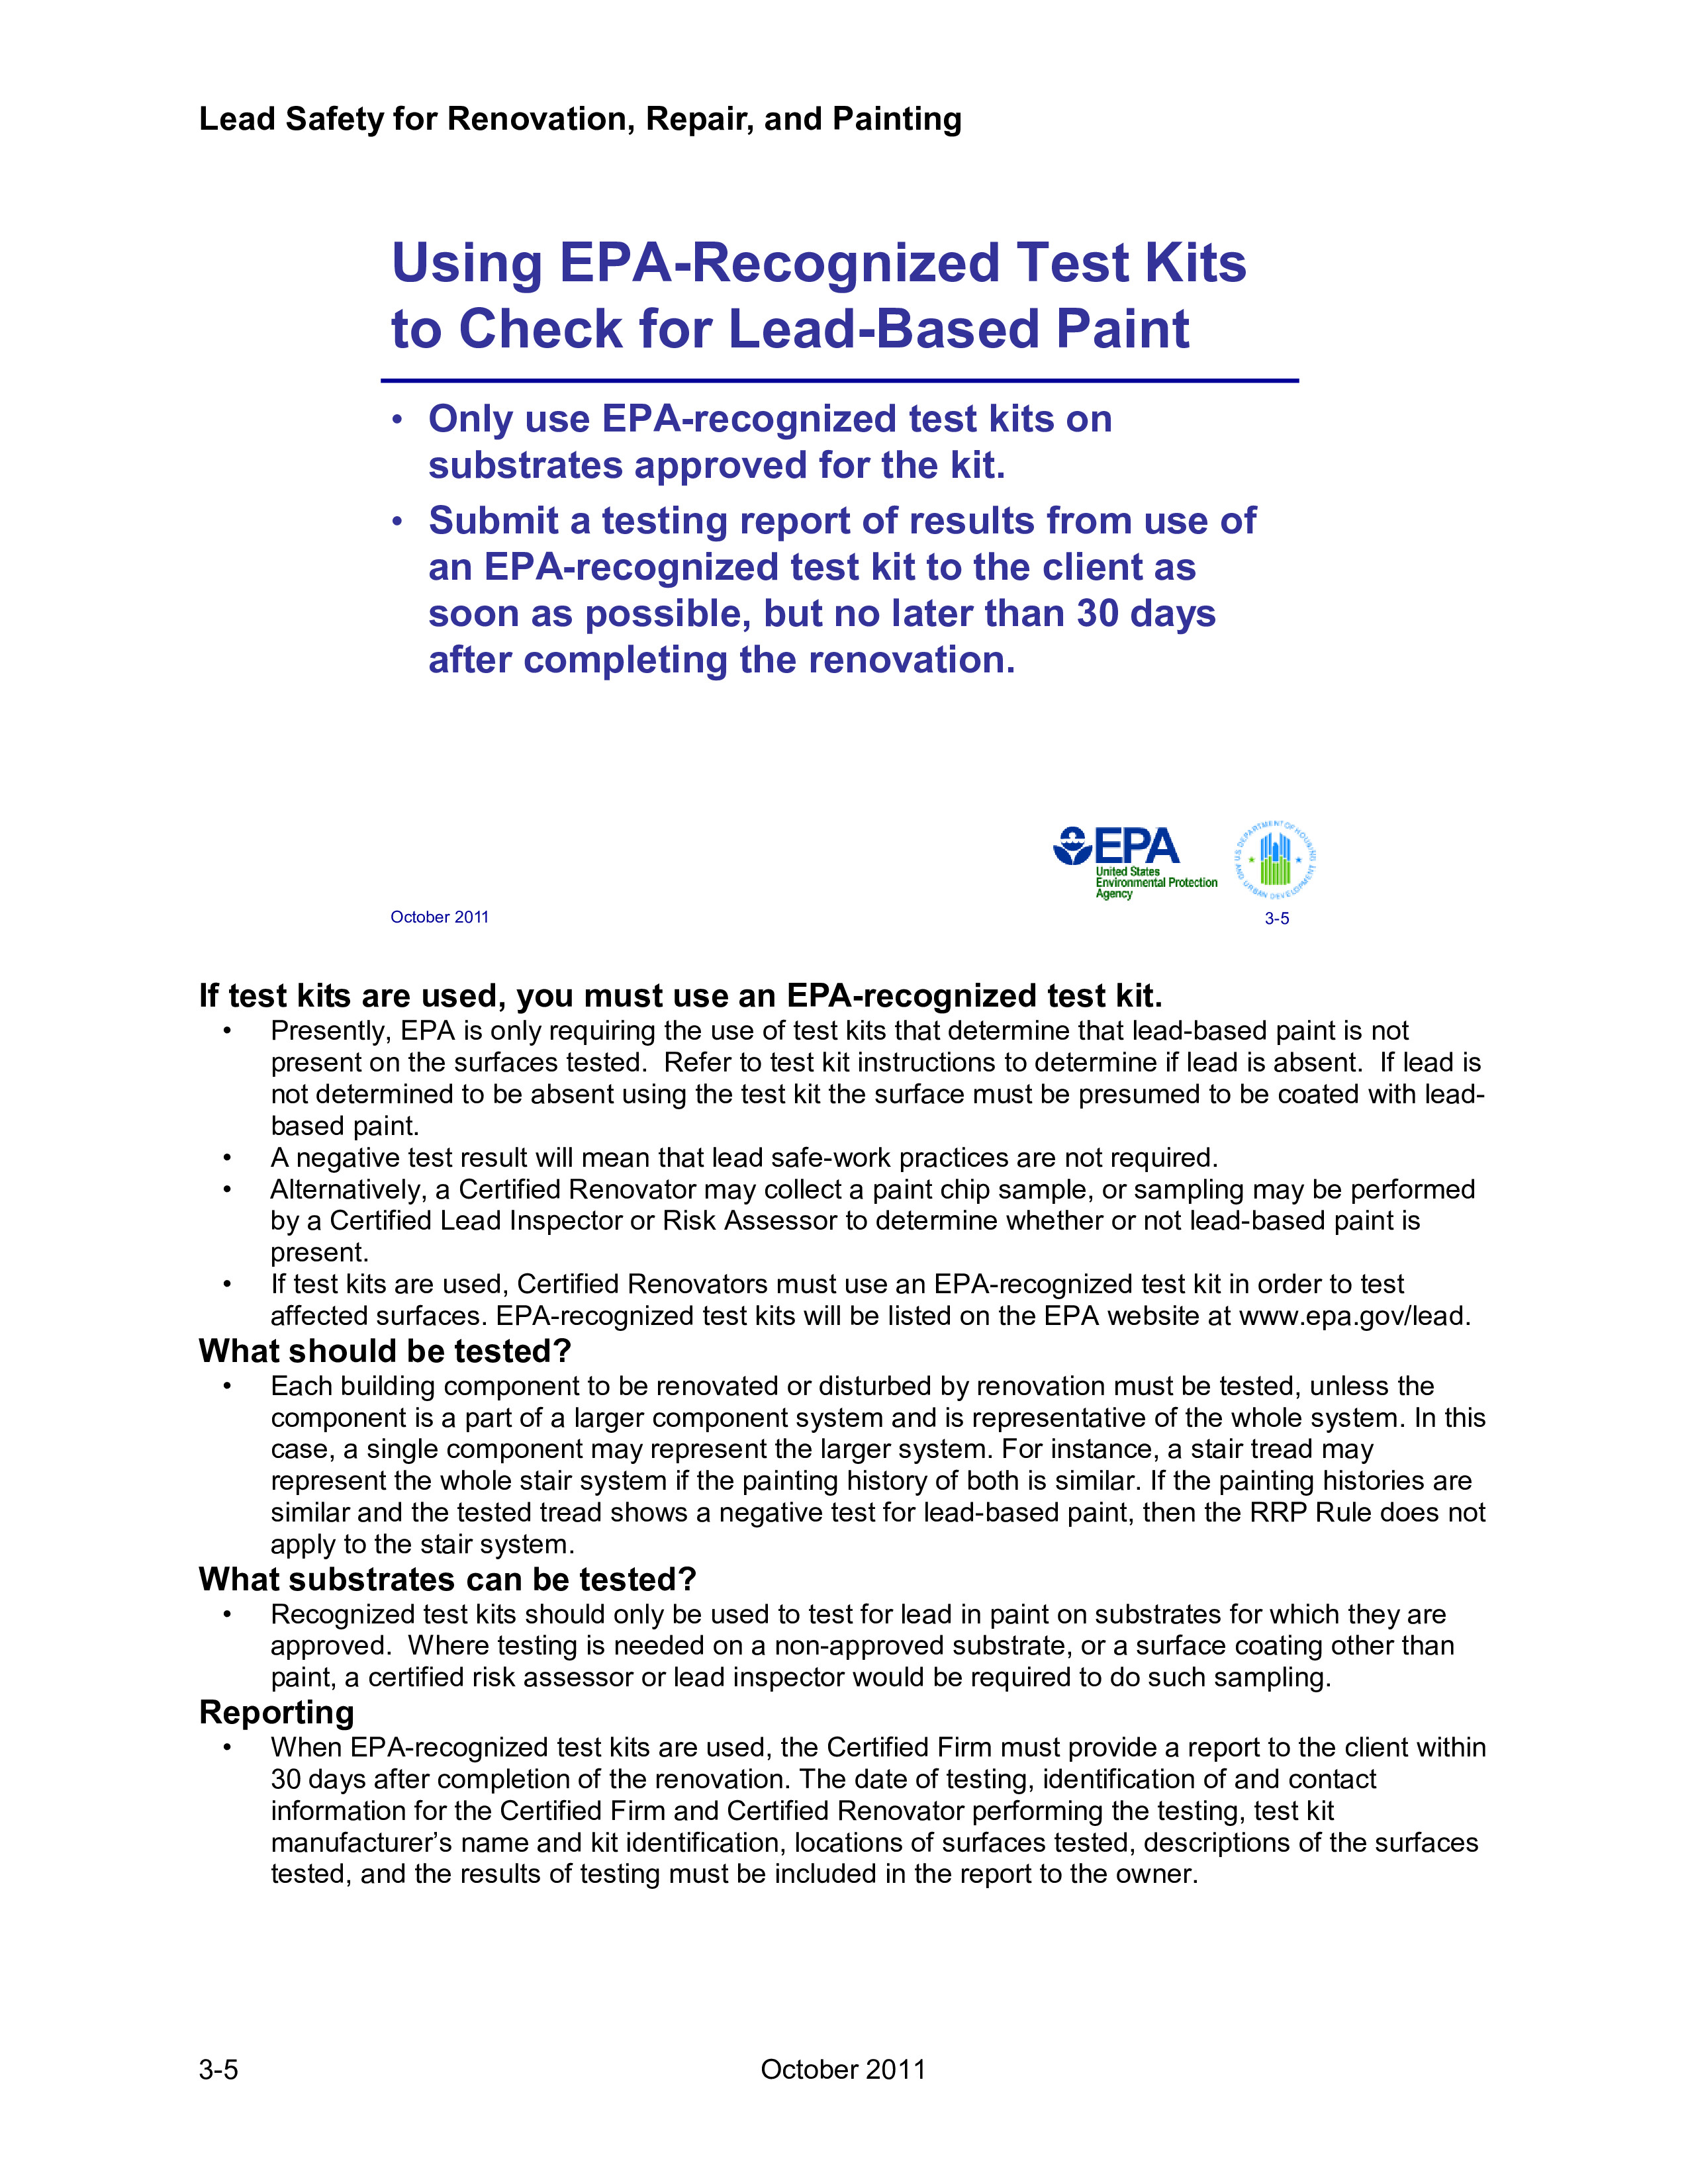 Lead Safety for Renovation, Repair, and Painting
Using EPA-Recognized Test Kits
to Check for Lead-Based Paint
• Only use EPA-recognized test kits on
substrates approved for the kit.
• Submit a testing report of results from use of
an EPA-recognized test kit to the client as
soon as possible, but no later than 30 days
after completing the renovation.
EPA
United States
Environmental Protection
Agency
U.S. DEPARTMENT OF HOUSING AND URBAN DEVELOPMENT
October 2011
3-5
If test kits are used, you must use an EPA-recognized test kit.
• Presently, EPA is only requiring the use of test kits that determine that lead-based paint is not
present on the surfaces tested.  Refer to test kit instructions to determine if lead is absent.  If lead is
not determined to be absent using the test kit the surface must be presumed to be coated with lead-
based paint.
• A negative test result will mean that lead safe-work practices are not required.
• Alternatively, a Certified Renovator may collect a paint chip sample, or sampling may be performed
by a Certified Lead Inspector or Risk Assessor to determine whether or not lead-based paint is
present.
• If test kits are used, Certified Renovators must use an EPA-recognized test kit in order to test
affected surfaces. EPA-recognized test kits will be listed on the EPA website at www.epa.gov/lead.
What should be tested?
• Each building component to be renovated or disturbed by renovation must be tested, unless the
component is a part of a larger component system and is representative of the whole system. In this
case, a single component may represent the larger system. For instance, a stair tread may
represent the whole stair system if the painting history of both is similar. If the painting histories are
similar and the tested tread shows a negative test for lead-based paint, then the RRP Rule does not
apply to the stair system.
What substrates can be tested?
• Recognized test kits should only be used to test for lead in paint on substrates for which they are
approved.  Where testing is needed on a non-approved substrate, or a surface coating other than
paint, a certified risk assessor or lead inspector would be required to do such sampling.
Reporting
• When EPA-recognized test kits are used, the Certified Firm must provide a report to the client within
30 days after completion of the renovation. The date of testing, identification of and contact
information for the Certified Firm and Certified Renovator performing the testing, test kit
manufacturer’s name and kit identification, locations of surfaces tested, descriptions of the surfaces
tested, and the results of testing must be included in the report to the owner.
3-5
October 2011